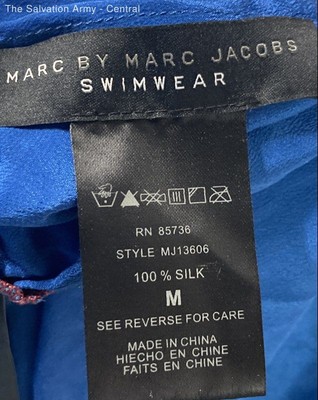 The Salvation Army - Central
MARC BY MARC JACOBS
SWIMWEAR
RN 85736
STYLE MJ13606
100% SILK
M
SEE REVERSE FOR CARE
MADE IN CHINA
HIECHO EN CHINE
FAITS EN CHINE